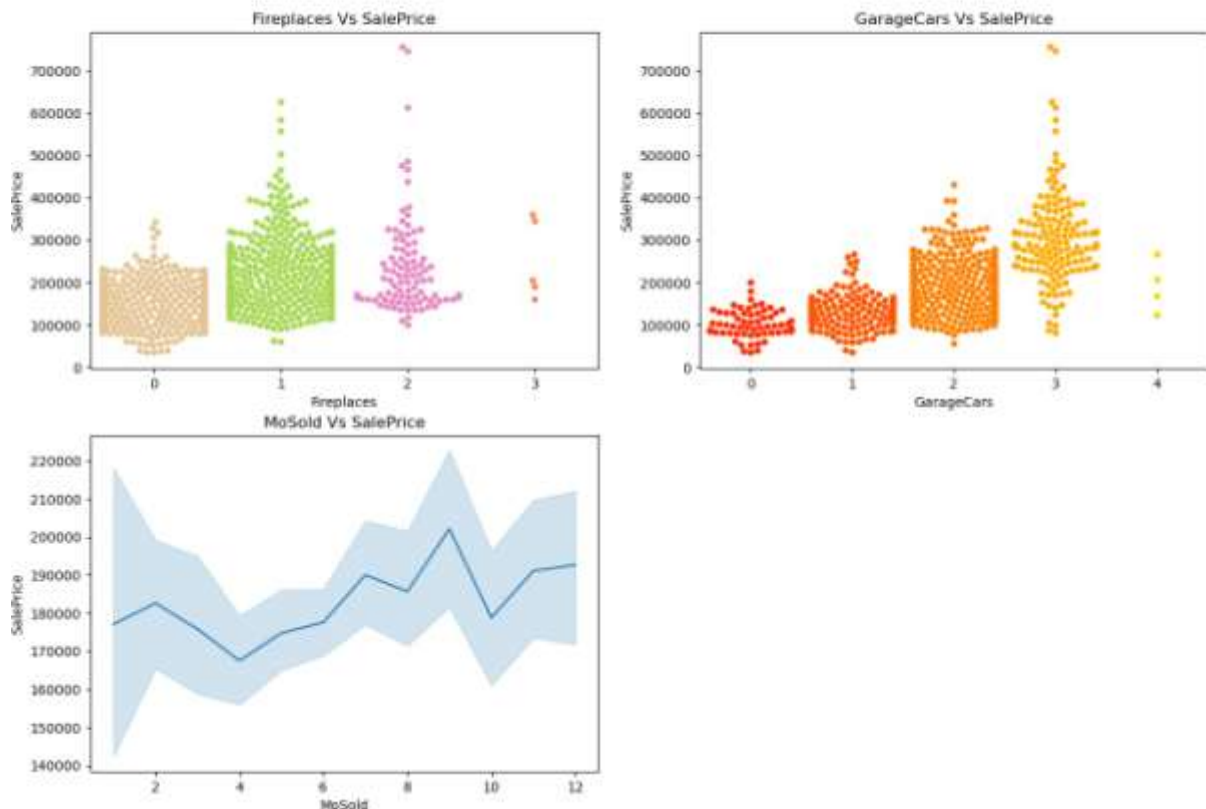 Fireplaces Vs SalePrice
700000
600000
500000
400000
300000
200000
100000
0
SalePrice
0 1 2 3
Fireplaces
GarageCars Vs SalePrice
700000
600000
500000
400000
300000
200000
100000
0
SalePrice
0 1 2 3 4
GarageCars
MoSold Vs SalePrice
220000
210000
200000
190000
180000
170000
160000
150000
140000
SalePrice
2 4 6 8 10 12
MoSold